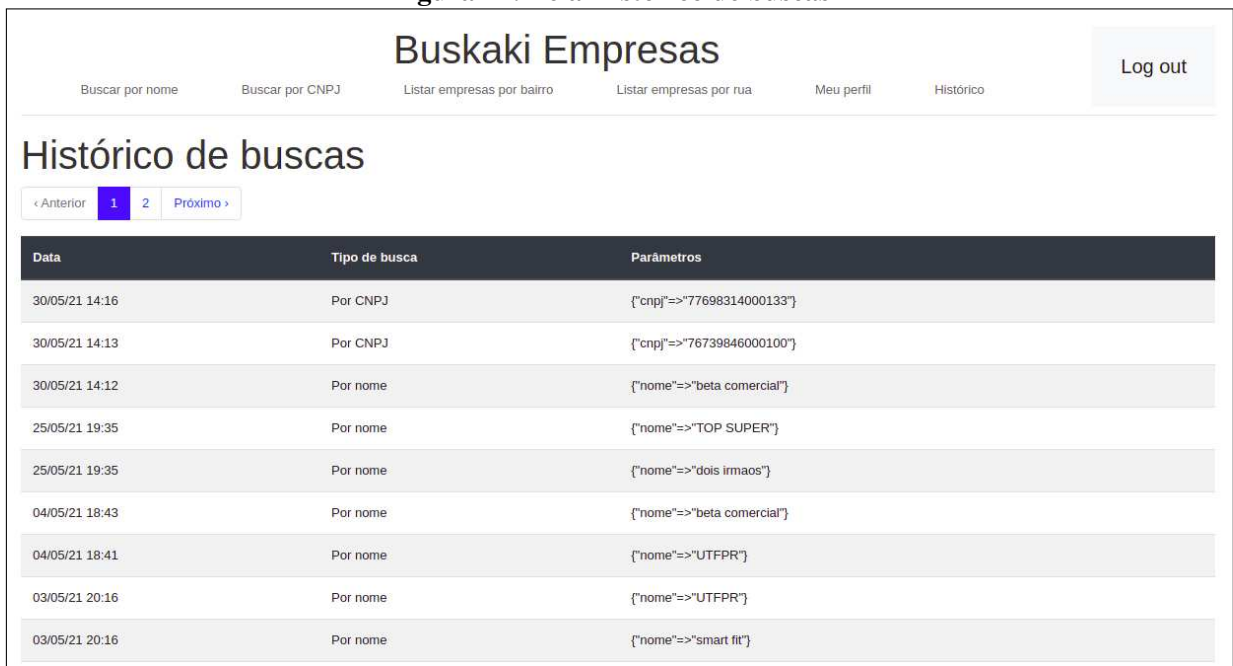 Buskaki Empresas
Log out
Buscar por nome Buscar por CNPJ Listar empresas por bairro Listar empresas por rua Meu perfil Histórico
Histórico de buscas
‹ Anterior 1 2 Próximo ›
Data Tipo de busca Parâmetros
30/05/21 14:16 Por CNPJ {"cnpj"=>"77698314000133"}
30/05/21 14:13 Por CNPJ {"cnpj"=>"76739846000100"}
30/05/21 14:12 Por nome {"nome"=>"beta comercial"}
25/05/21 19:35 Por nome {"nome"=>"TOP SUPER"}
25/05/21 19:35 Por nome {"nome"=>"dois irmaos"}
04/05/21 18:43 Por nome {"nome"=>"beta comercial"}
04/05/21 18:41 Por nome {"nome"=>"UTFPR"}
03/05/21 20:16 Por nome {"nome"=>"UTFPR"}
03/05/21 20:16 Por nome {"nome"=>"smart fit"}